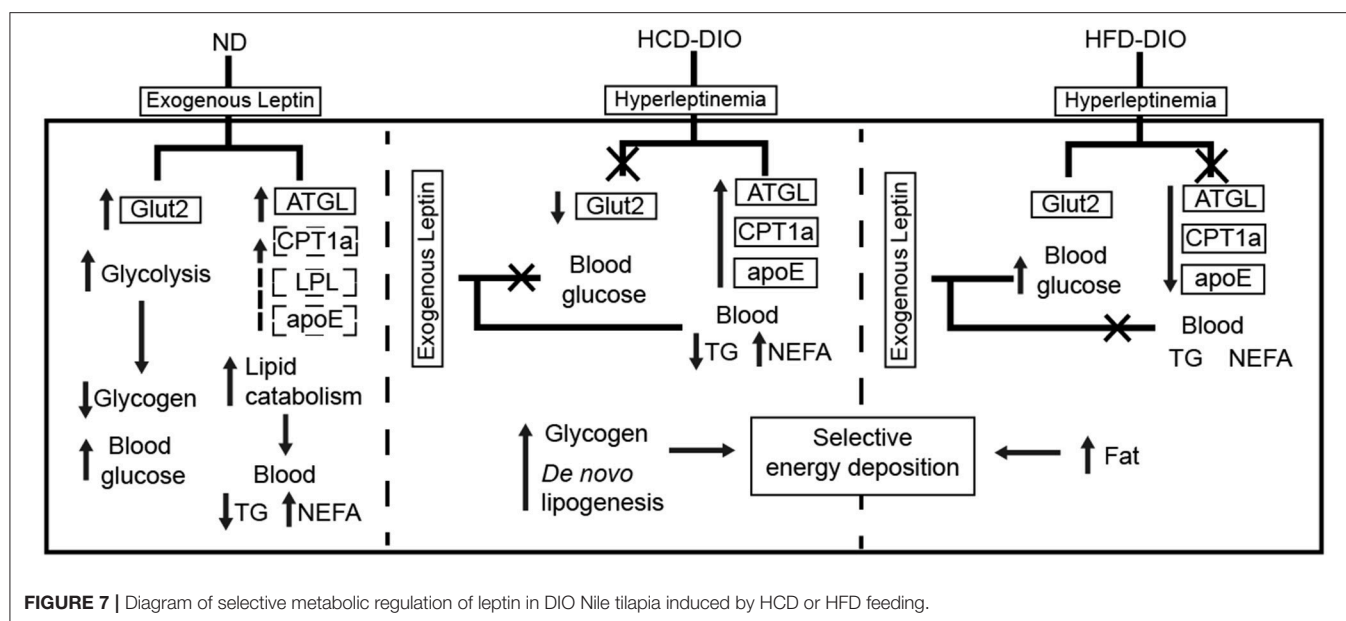 ND
Exogenous Leptin
Glut2
Glycolysis
Glycogen
Blood
glucose
ATGL
CPT1a
LPL
apoE
Lipid
catabolism
Blood
TG NEFA
HCD-DIO
Hyperleptinemia
Exogenous Leptin
Glut2
Blood
glucose
ATGL
CPT1a
apoE
Blood
TG NEFA
Glycogen
De novo
lipogenesis
Selective
energy deposition
HFD-DIO
Hyperleptinemia
Exogenous Leptin
Glut2
Blood
glucose
ATGL
CPT1a
apoE
Blood
TG NEFA
Fat
FIGURE 7 | Diagram of selective metabolic regulation of leptin in DIO Nile tilapia induced by HCD or HFD feeding.